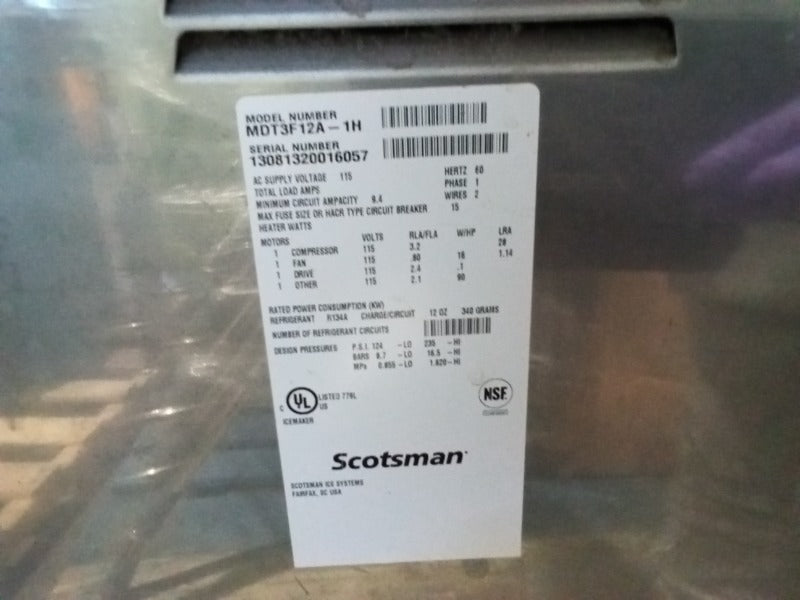 MODEL NUMBER
MDT3F12A-1H
SERIAL NUMBER
13081320016057
AC SUPPLY VOLTAGE 115 HERTZ 60
TOTAL LOAD AMPS PHASE 1
MINIMUM CIRCUIT AMPACITY 9.4 WIRES 2
MAX FUSE SIZE OR HACR TYPE CIRCUIT BREAKER 15
HEATER WATTS
MOTORS VOLTS RLA/FLA W/HP LRA
1 COMPRESSOR 115 3.2 28
1 FAN 115 .80 16 1.14
1 DRIVE 115 2.4 .1
1 OTHER 115 2.1 90
RATED POWER CONSUMPTION (KW)
REFRIGERANT R134A CHARGE/CIRCUIT 12 OZ 340 GRAMS
NUMBER OF REFRIGERANT CIRCUITS
DESIGN PRESSURES P.S.I. 124 -LO 235 -HI
BARS 8.7 -LO 16.5 -HI
MPa 0.855 -LO 1.620 -HI
C UL US LISTED 776L
ICEMAKER
NSF
Scotsman
SCOTSMAN ICE SYSTEMS
FAIRFAX, SC USA